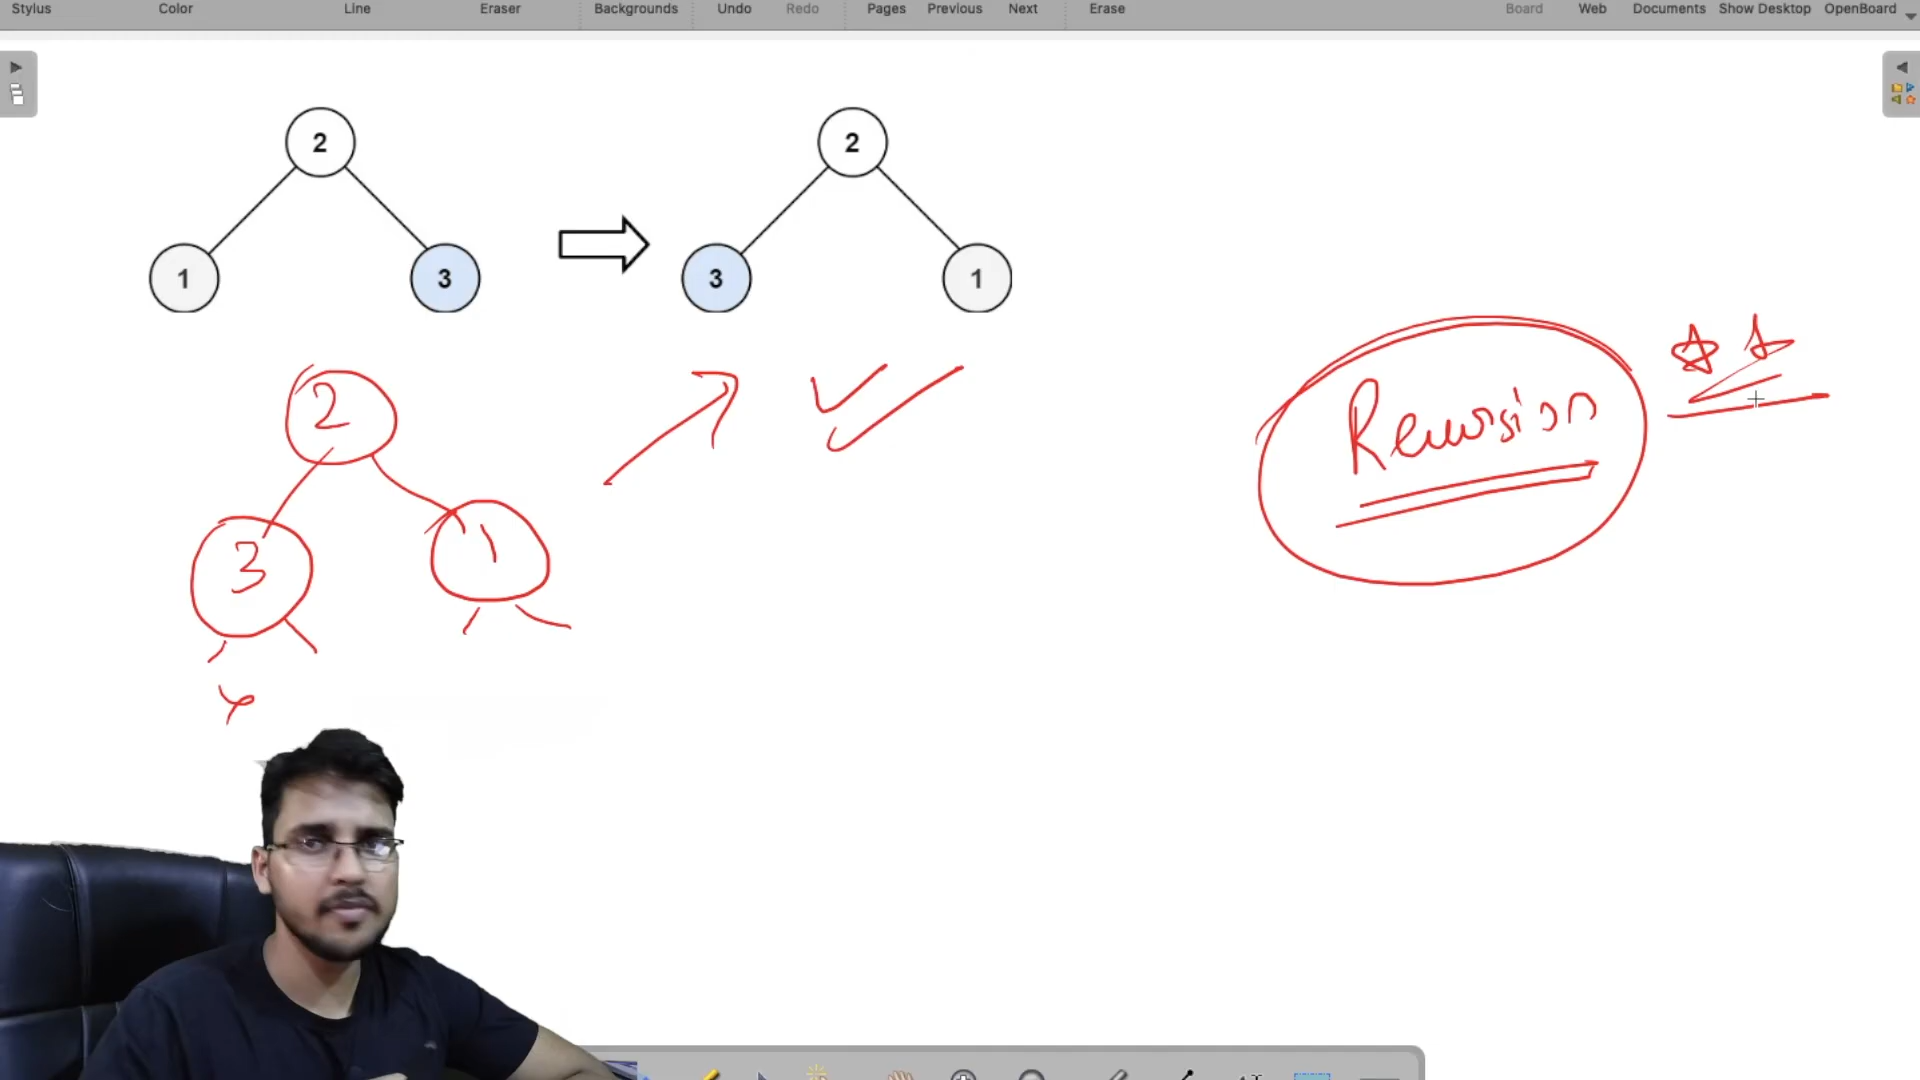 Stylus Color Line Eraser Backgrounds Undo Redo Pages Previous Next Erase Board Web Documents Show Desktop OpenBoard
2 2
1 3 3 1
2
Recursion
3 1